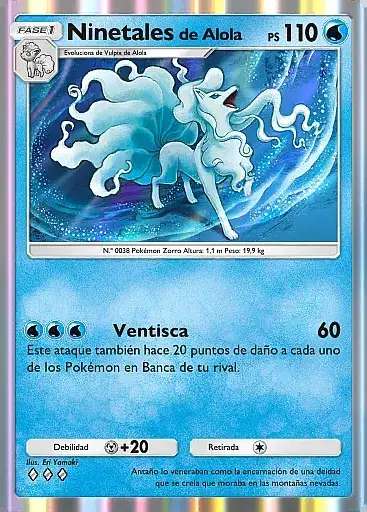 FASE 1
Ninetales de Alola PS 110
Evoluciona de Vulpix de Alola
N.º 0038 Pokémon Zorro Altura: 1,1 m Peso: 19,9 kg
Ventisca 60
Este ataque también hace 20 puntos de daño a cada uno
de los Pokémon en Banca de tu rival.
Debilidad +20 Retirada
Ilus. Eri Yamaki
Antaño lo veneraban como la encarnación de una deidad
que se creía que moraba en las montañas nevadas